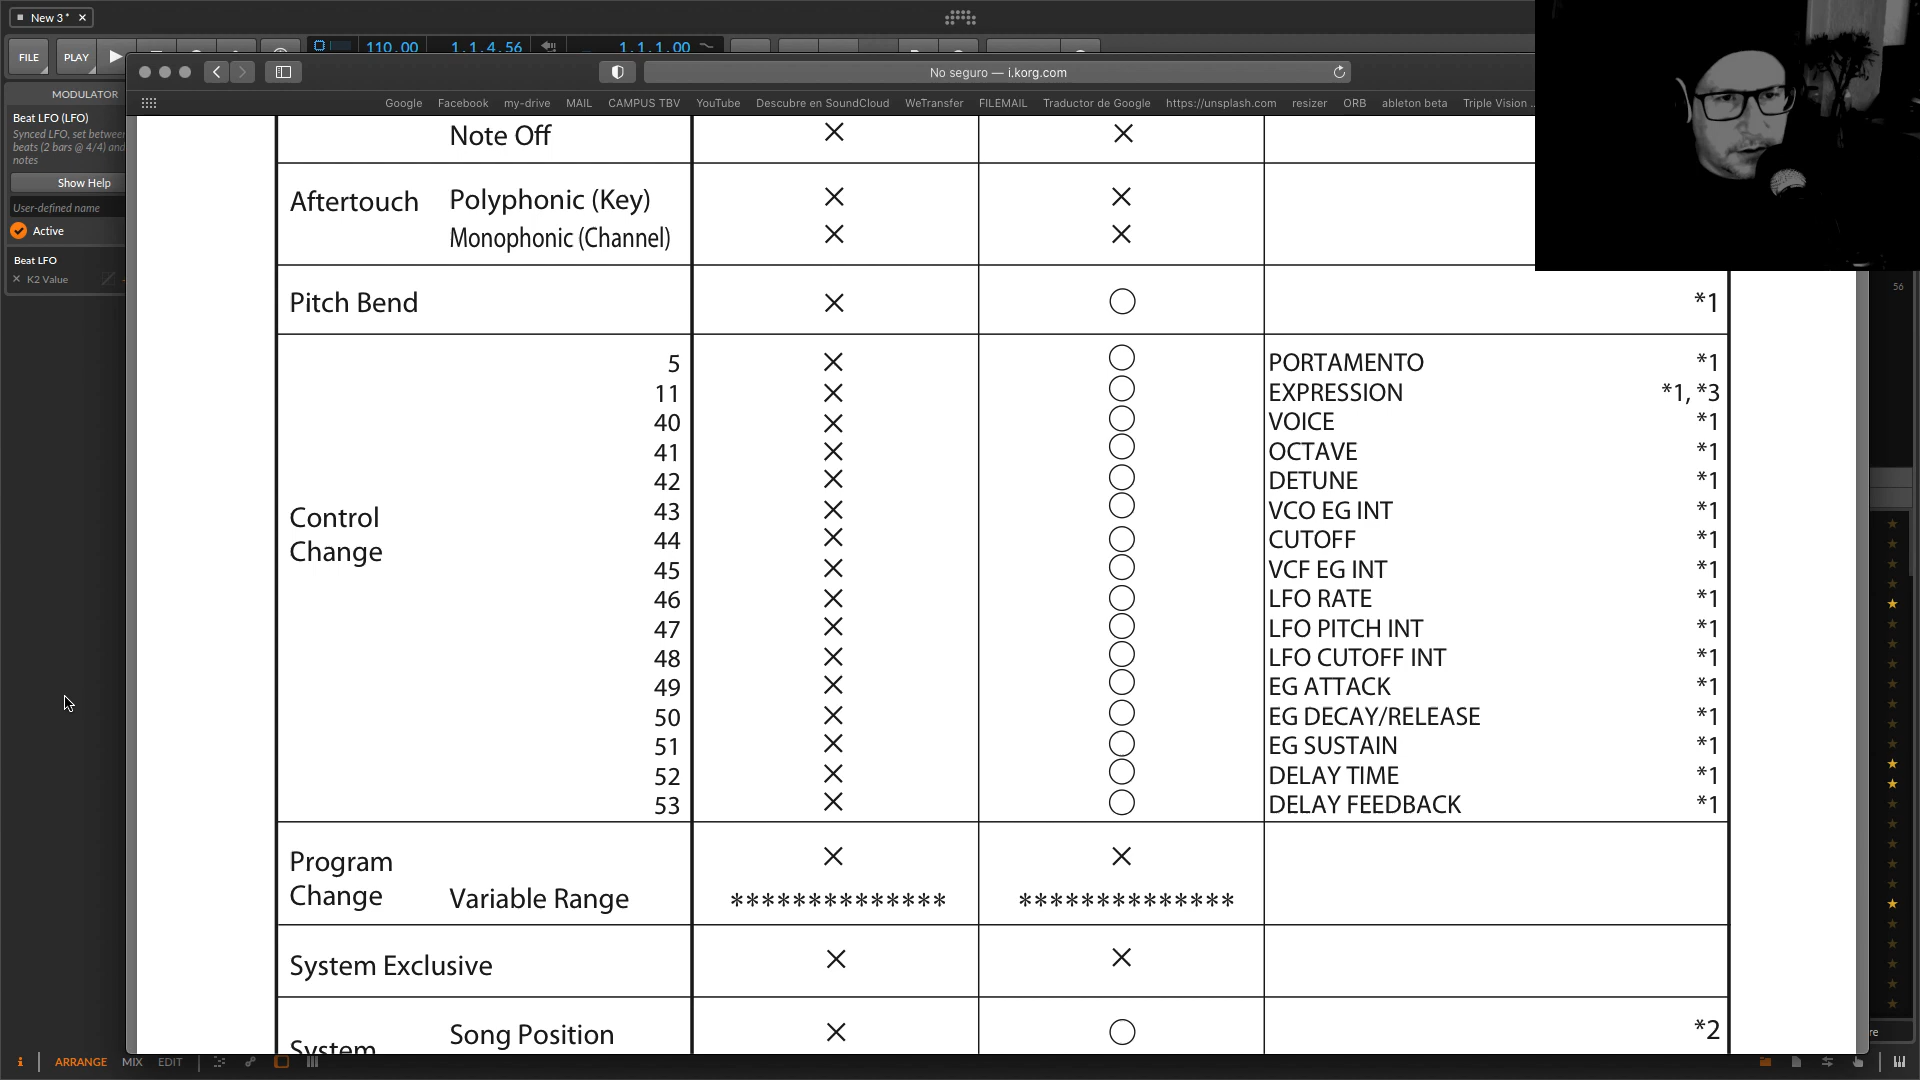 New 3 *
FILE
PLAY
110.00
1.1.4.56
1.1.1.00
No seguro — i.korg.com
Google
Facebook
my-drive
MAIL
CAMPUS TBV
YouTube
Descubre en SoundCloud
WeTransfer
FILEMAIL
Traductor de Google
https://unsplash.com
resizer
ORB
ableton beta
Triple Vision ...
MODULATOR
Beat LFO (LFO)
Synced LFO, set between
beats (2 bars @ 4/4) and
notes
Show Help
User-defined name
Active
Beat LFO
K2 Value
56
Note Off × ×
Aftertouch Polyphonic (Key) × ×
Monophonic (Channel) × ×
Pitch Bend × ○ *1
Control
Change
5 × ○ PORTAMENTO *1
11 × ○ EXPRESSION *1, *3
40 × ○ VOICE *1
41 × ○ OCTAVE *1
42 × ○ DETUNE *1
43 × ○ VCO EG INT *1
44 × ○ CUTOFF *1
45 × ○ VCF EG INT *1
46 × ○ LFO RATE *1
47 × ○ LFO PITCH INT *1
48 × ○ LFO CUTOFF INT *1
49 × ○ EG ATTACK *1
50 × ○ EG DECAY/RELEASE *1
51 × ○ EG SUSTAIN *1
52 × ○ DELAY TIME *1
53 × ○ DELAY FEEDBACK *1
Program × ×
Change Variable Range ************** **************
System Exclusive × ×
Song Position × ○ *2
System
i
ARRANGE
MIX
EDIT